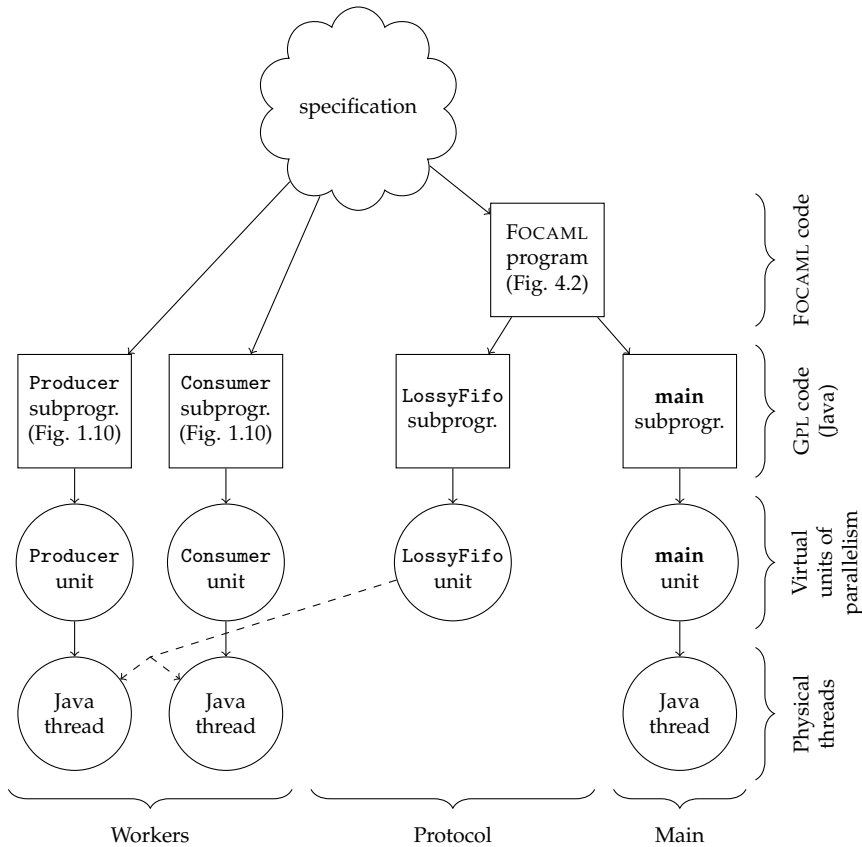 specification
FOCAML
program
(Fig. 4.2)
FOCAML code
Producer
subprogr.
(Fig. 1.10)
Consumer
subprogr.
(Fig. 1.10)
LossyFifo
subprogr.
main
subprogr.
GPL code
(Java)
Producer
unit
Consumer
unit
LossyFifo
unit
main
unit
Virtual
units of
parallelism
Java
thread
Java
thread
Java
thread
Physical
threads
Workers
Protocol
Main